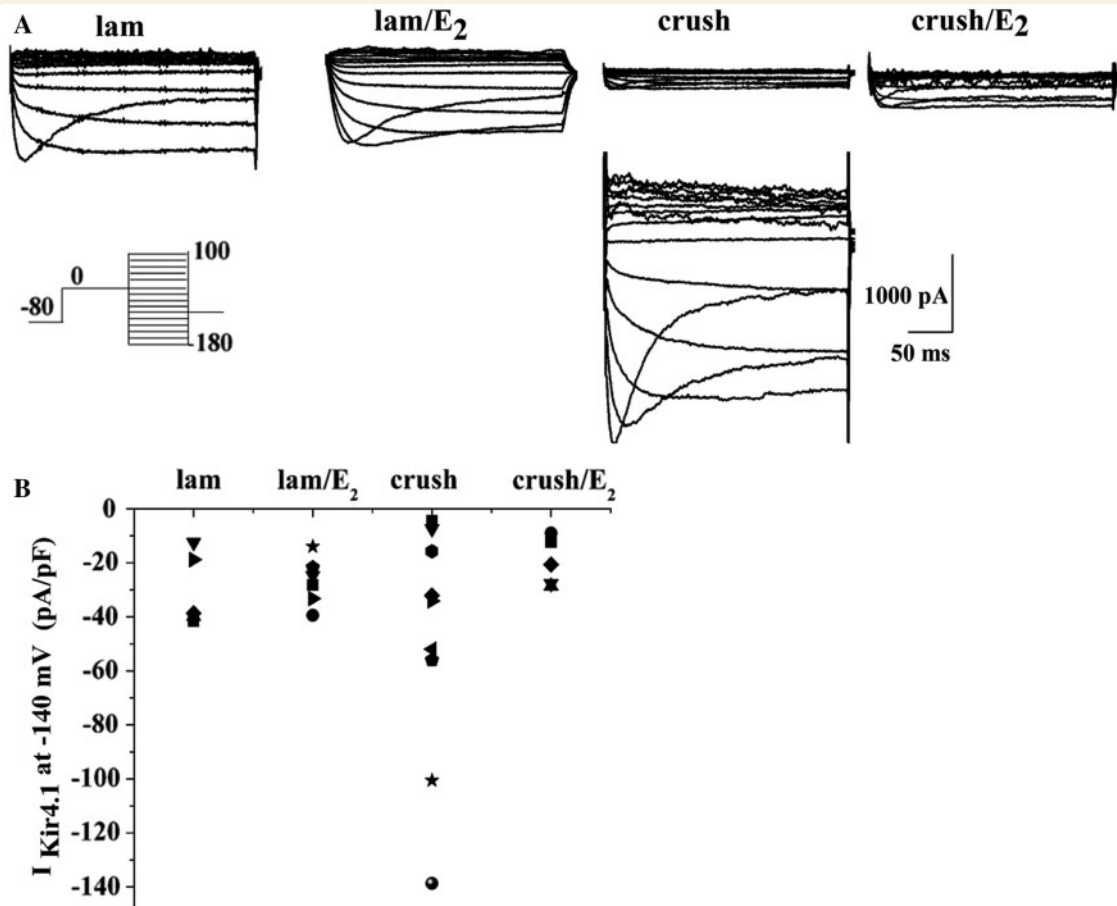 A
lam
lam/E2
crush
crush/E2
100
0
-80
-180
1000 pA
50 ms
B
lam
lam/E2
crush
crush/E2
I Kir4.1 at -140 mV (pA/pF)
0
-20
-40
-60
-80
-100
-120
-140